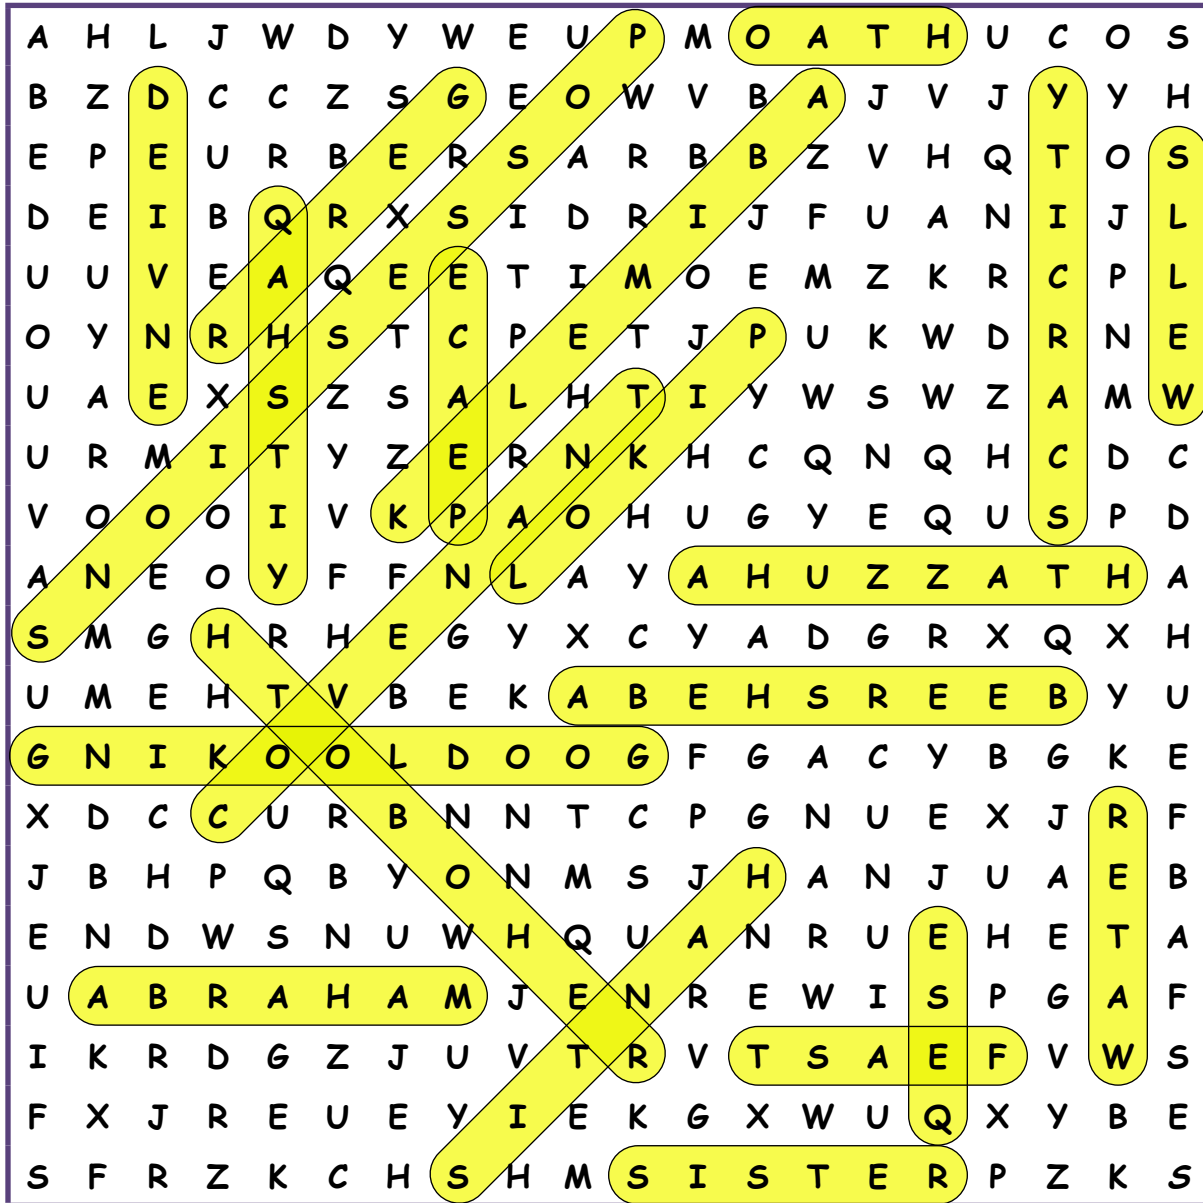 A H L J W D Y W E U P M O A T H U C O S
B Z D C C Z S G E O W V B A J V J Y Y H
E P E U R B E R S A R B B Z V H Q T O S
D E I B Q R X S I D R I J F U A N I J L
U U V E A Q E E T I M O E M Z K R C P L
O Y N R H S T C P E T J P U K W D R N E
U A E X S Z S A L H T I Y W S W Z A M W
U R M I T Y Z E R N K H C Q N Q H C D C
V O O O I V K P A O H U G Y E Q U S P D
A N E O Y F F N L A Y A H U Z Z A T H A
S M G H R H E G Y X C Y A D G R X Q X H
U M E H T V B E K A B E H S R E E B Y U
G N I K O O L D O O G F G A C Y B G K E
X D C C U R B N N T C P G N U E X J R F
J B H P Q B Y O N M S J H A N J U A E B
E N D W S N U W H Q U A N R U E H E T A
U A B R A H A M J E N R E W I S P G A F
I K R D G Z J U V T R V T S A E F V W S
F X J R E U E Y I E K G X W U Q X Y B E
S F R Z K C H S H M S I S T E R P Z K S